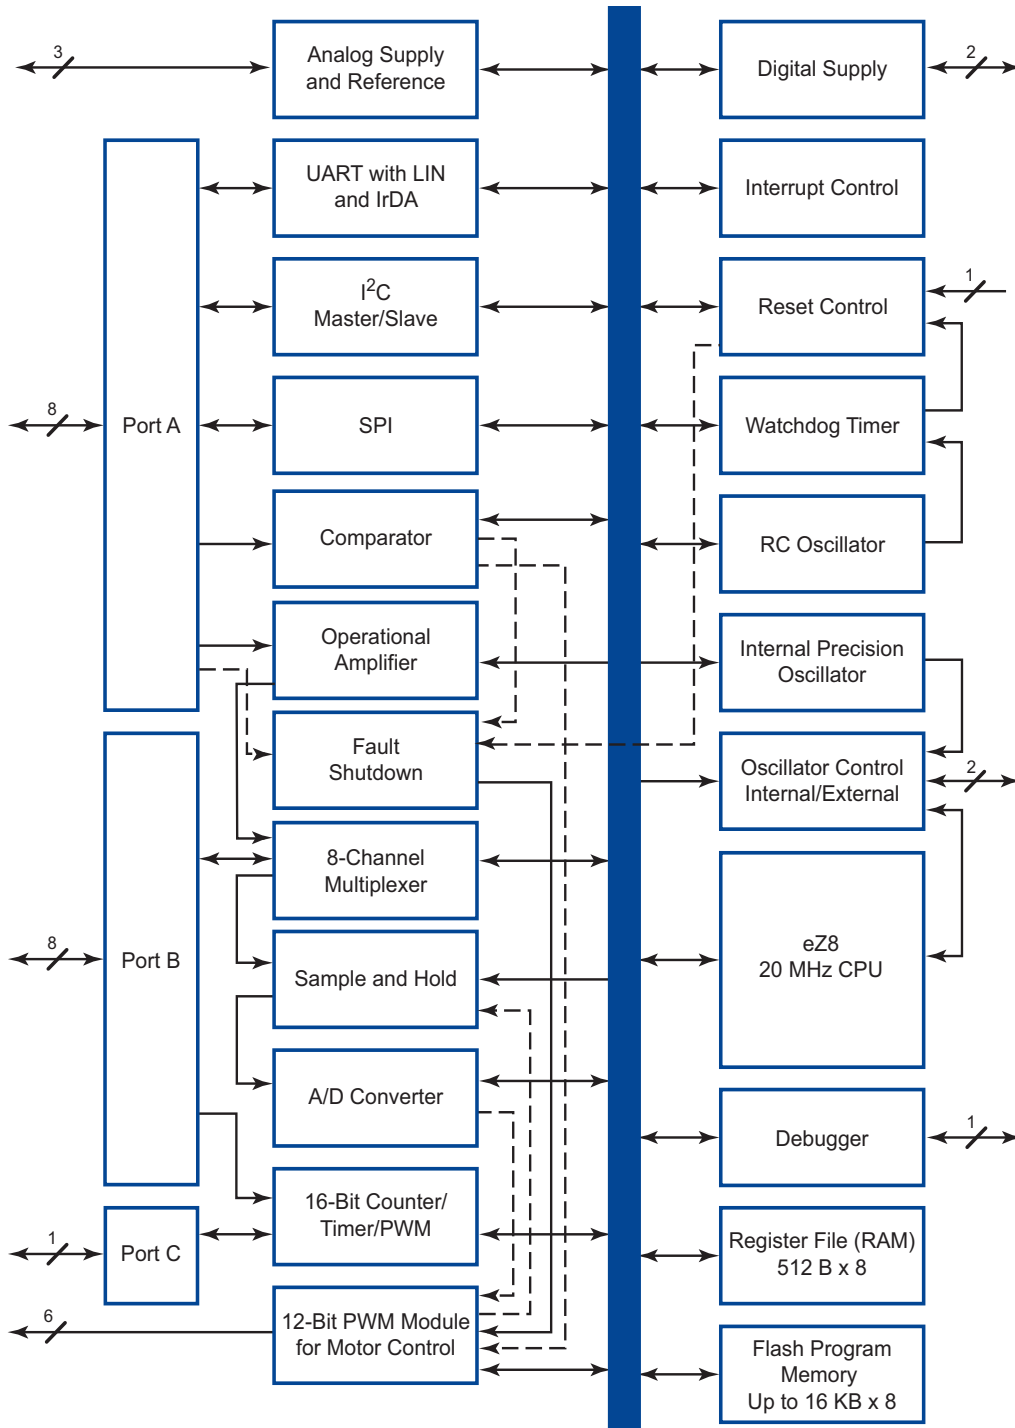 3
Analog Supply
and Reference
Digital Supply
2
UART with LIN
and IrDA
Interrupt Control
I²C
Master/Slave
Reset Control
1
8
Port A
SPI
Watchdog Timer
Comparator
RC Oscillator
Operational
Amplifier
Internal Precision
Oscillator
Fault
Shutdown
Oscillator Control
Internal/External
2
8-Channel
Multiplexer
8
Port B
Sample and Hold
eZ8
20 MHz CPU
A/D Converter
Debugger
1
16-Bit Counter/
Timer/PWM
1
Port C
Register File (RAM)
512 B x 8
6
12-Bit PWM Module
for Motor Control
Flash Program
Memory
Up to 16 KB x 8